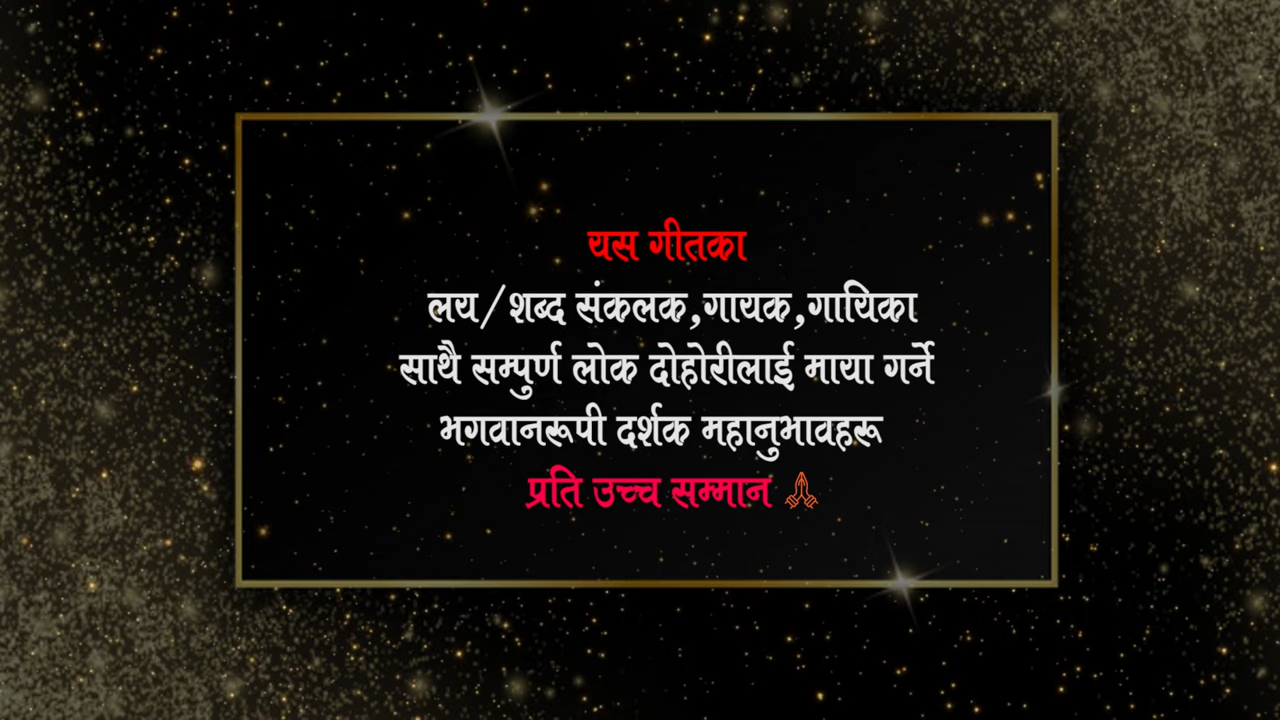 यस गीतका
लय/शब्द संकलक,गायक,गायिका
साथै सम्पुर्ण लोक दोहोरीलाई माया गर्ने
भगवानरूपी दर्शक महानुभावहरू
प्रति उच्च सम्मान 🙏